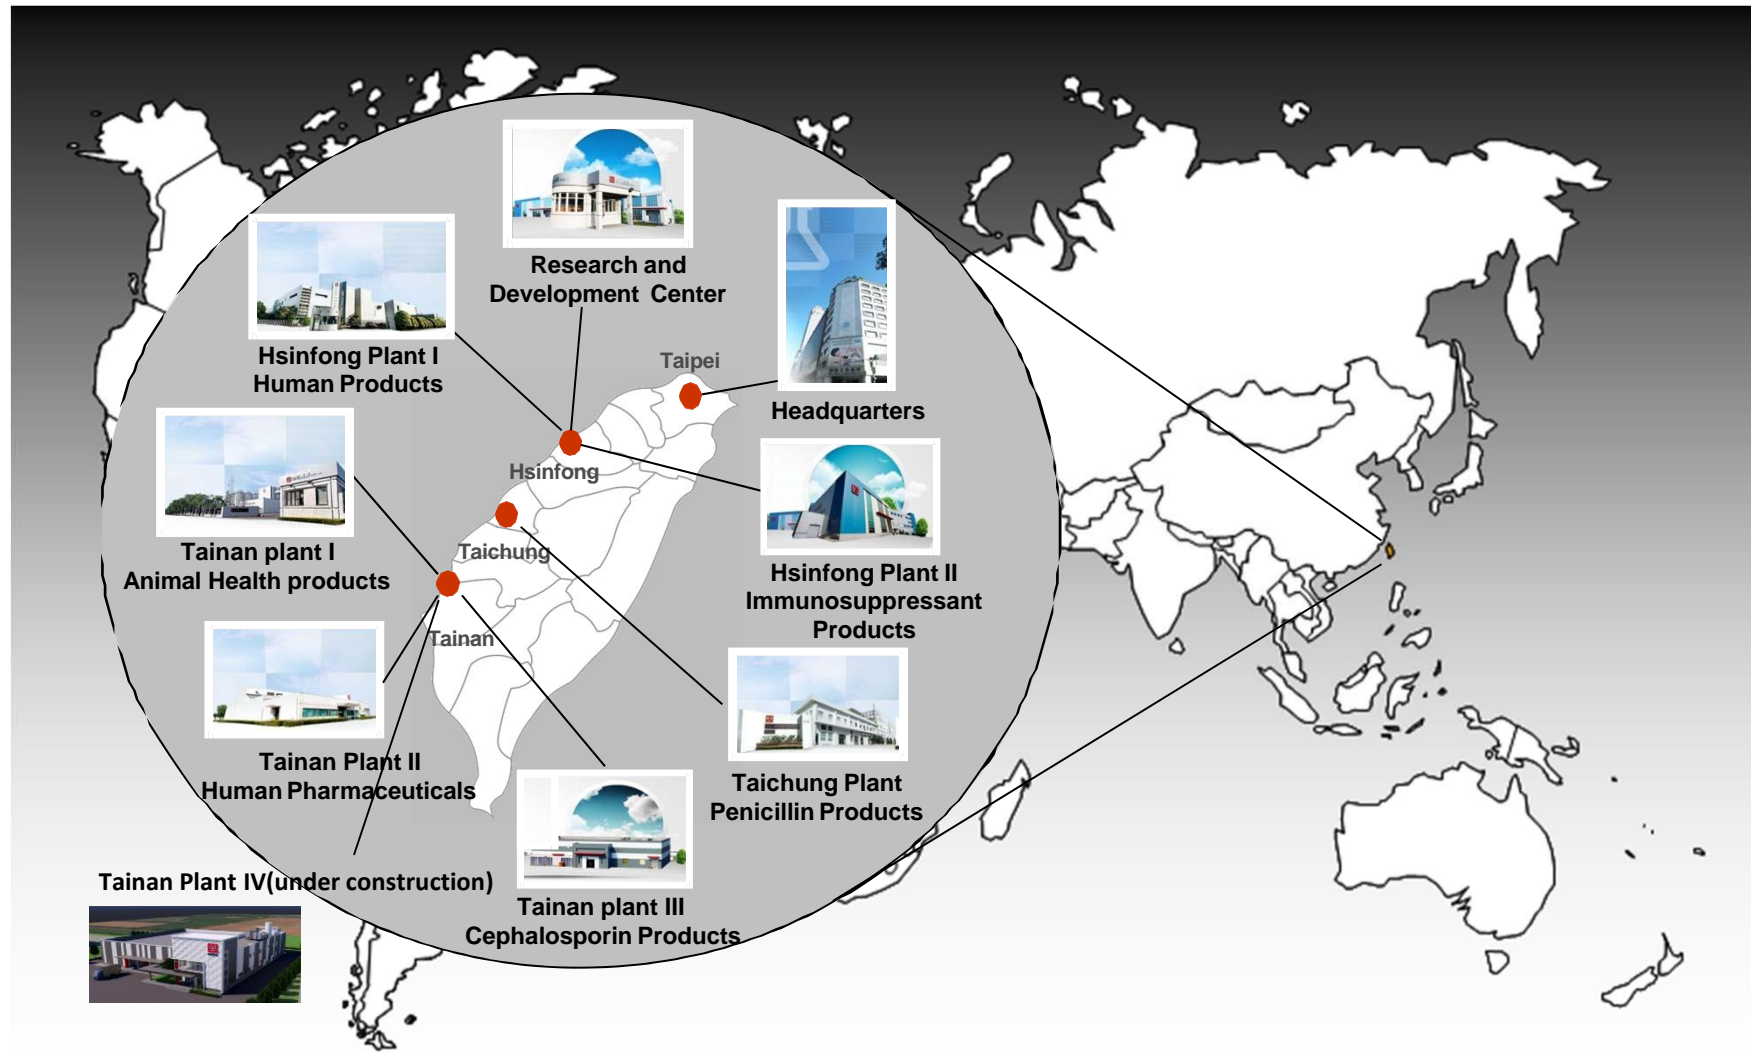 Research and
Development Center
Hsinfong Plant I
Human Products
Taipei
Headquarters
Hsinfong
Tainan plant I
Animal Health products
Taichung
Hsinfong Plant II
Immunosuppressant
Products
Tainan
Tainan Plant II
Human Pharmaceuticals
Taichung Plant
Penicillin Products
Tainan Plant IV(under construction)
Tainan plant III
Cephalosporin Products